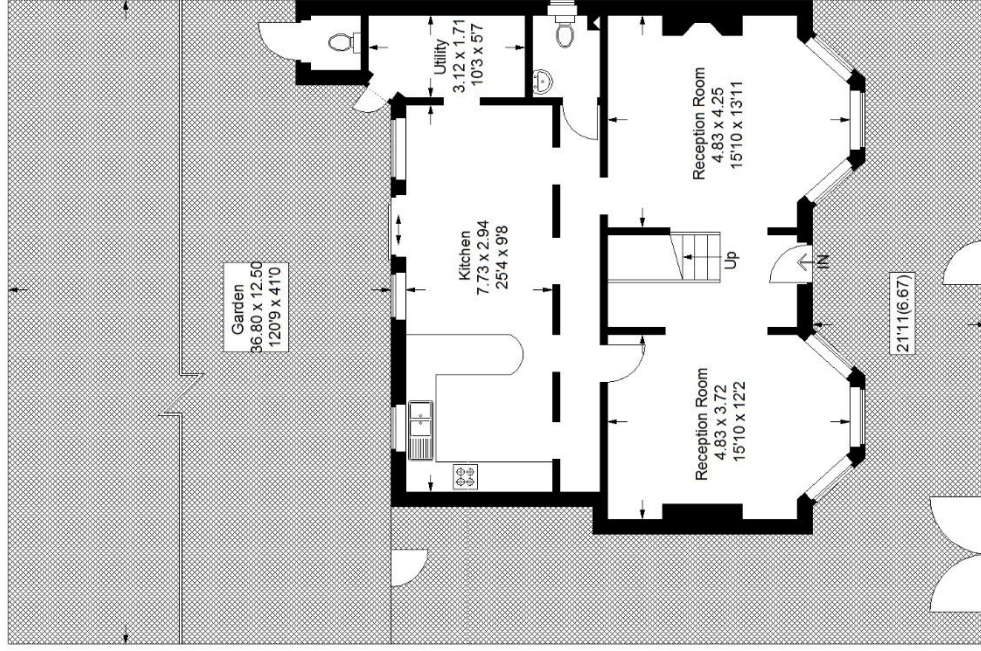 Utility
3.12 x 1.71
10'3 x 5'7
Reception Room
4.83 x 4.25
15'10 x 13'11
Kitchen
7.73 x 2.94
25'4 x 9'8
Garden
36.80 x 12.50
120'9 x 41'0
Up
IN
21'11(6.67)
Reception Room
4.83 x 3.72
15'10 x 12'2